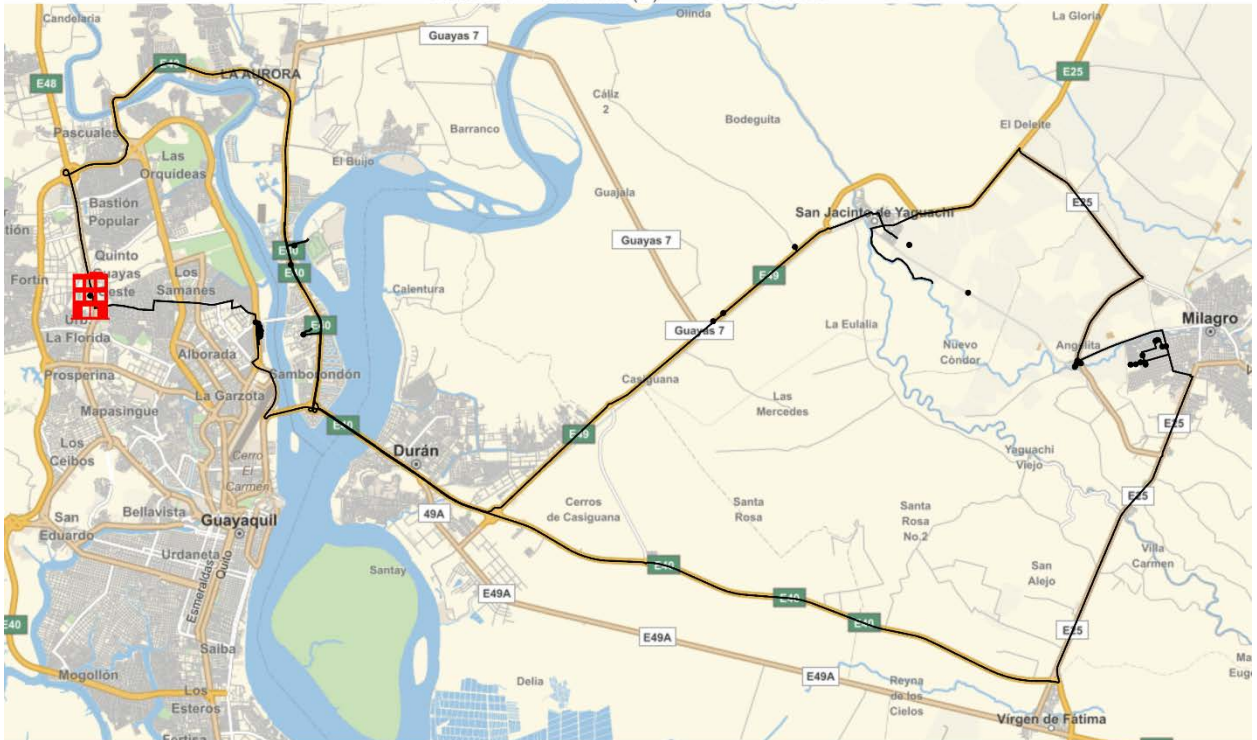 Candelaria
Olinda
La Gloria
Guayas 7
E40
LA AURORA
E48
E25
Cáliz
2
Bodeguita
Pascuales
Barranco
El Deleite
Las
Orquideas
El Buijo
Guajala
Bastión
Popular
E25
San Jacinto de Yaguachi
tión
Guayas 7
E40
Quinto
Guayas
Oeste
E40
E49
Fortín
Los
Samanes
Calentura
Urb.
La Florida
E40
Guayas 7
La Eulalia
Milagro
Alborada
Nuevo
Cóndor
Angelita
Prosperina
Samborondón
Casiguana
La Garzota
Las
Mercedes
Mapasingue
E40
E25
E49
Los
Ceibos
Durán
Yaguachi
Viejo
Cerro
El
Carmen
E25
Bellavista
49A
Cerros
de Casiguana
Santa
Rosa
Santa
Rosa
No.2
San
Eduardo
Guayaquil
Urdaneta
Villa
Carmen
Esmeraldas
Quito
Santay
E40
San
Alejo
E49A
E40
E40
E40
E25
E49A
Saiba
Ma
Euge
Mogollón
E49A
Delia
Reyna
de los
Cielos
Los
Esteros
Vírgen de Fátima